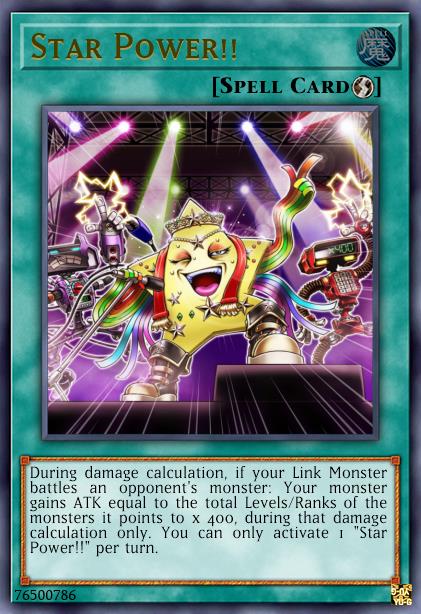 STAR POWER!!
SPELL
魔
[SPELL CARD]
400
During damage calculation, if your Link Monster
battles an opponent's monster: Your monster
gains ATK equal to the total Levels/Ranks of the
monsters it points to x 400, during that damage
calculation only. You can only activate 1 "Star
Power!!" per turn.
76500786